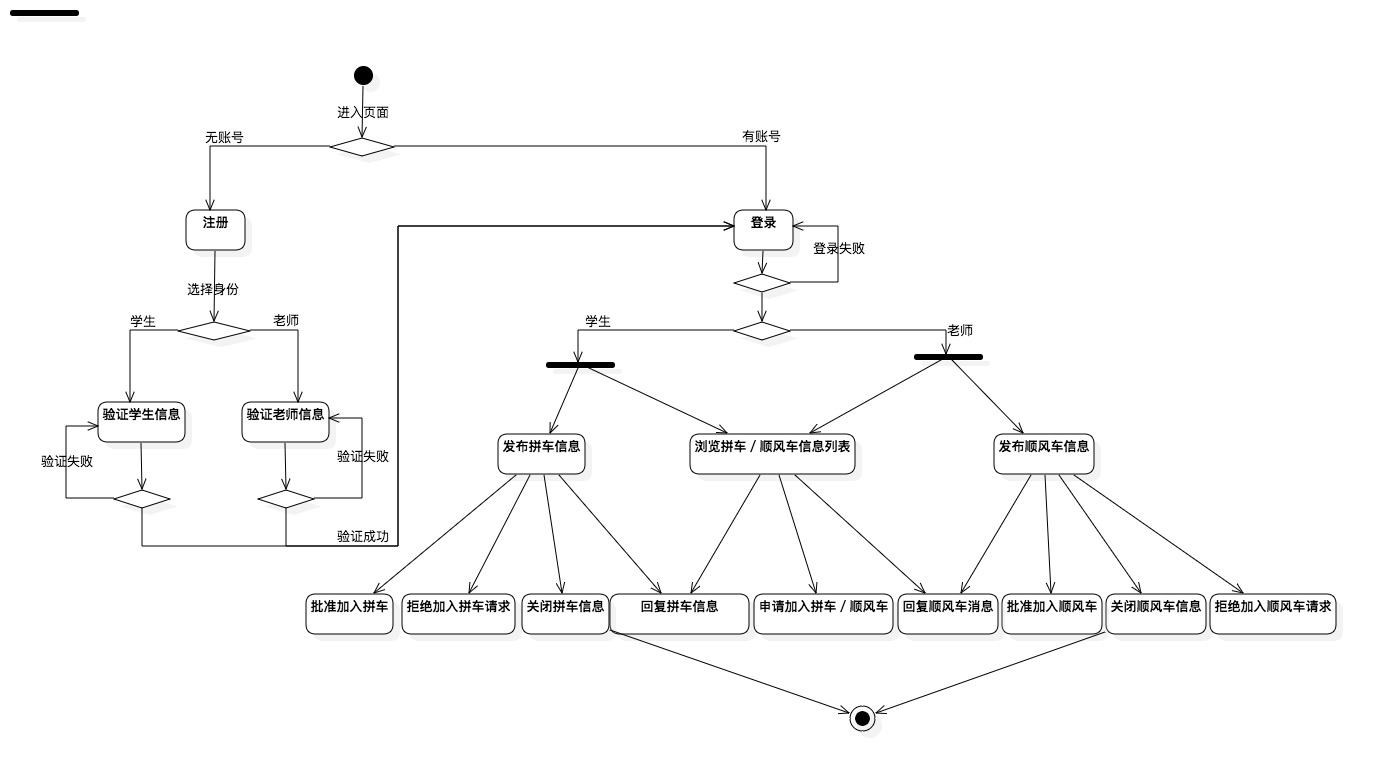 进入页面
无账号
有账号
注册
登录
登录失败
选择身份
学生
老师
学生
老师
验证学生信息
验证老师信息
发布拼车信息
浏览拼车 / 顺风车信息列表
发布顺风车信息
验证失败
验证失败
验证成功
批准加入拼车
拒绝加入拼车请求
关闭拼车信息
回复拼车信息
申请加入拼车 / 顺风车
回复顺风车消息
批准加入顺风车
关闭顺风车信息
拒绝加入顺风车请求